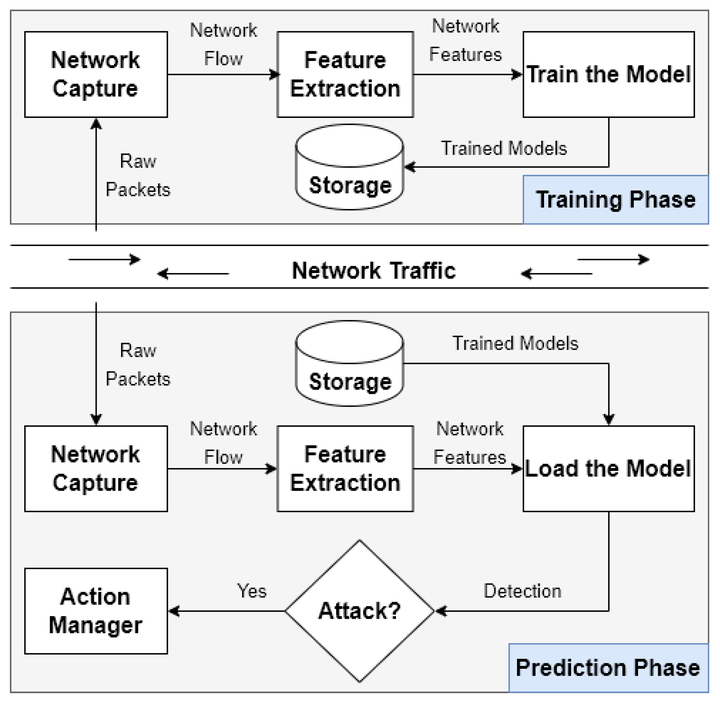 Network
Capture
Network
Flow
Feature
Extraction
Network
Features
Train the Model
Raw
Packets
Storage
Trained Models
Training Phase
Network Traffic
Raw
Packets
Storage
Trained Models
Network
Capture
Network
Flow
Feature
Extraction
Network
Features
Load the Model
Action
Manager
Yes
Attack?
Detection
Prediction Phase